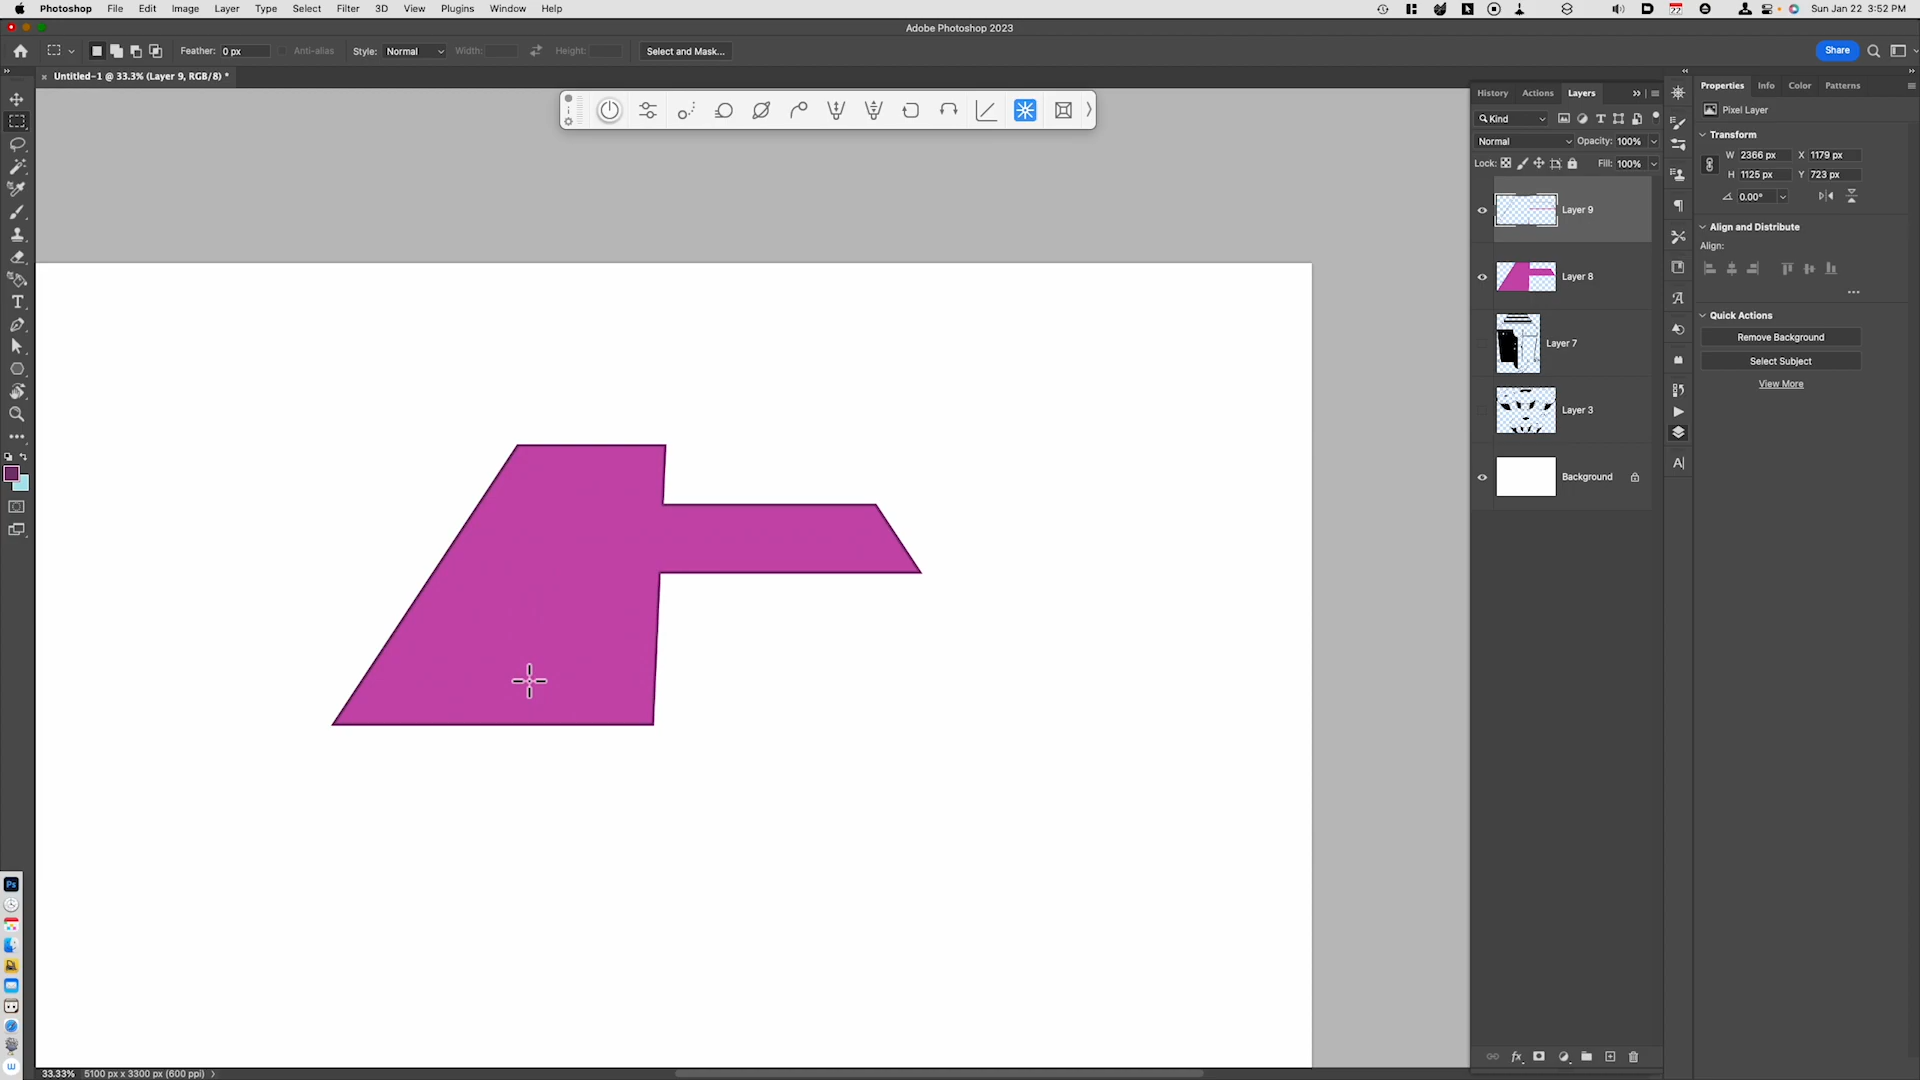 Photoshop File Edit Image Layer Type Select Filter 3D View Plugins Window Help 22 Sun Jan 22 3:52 PM
Adobe Photoshop 2023
Feather: 0 px Anti-alias Style: Normal Width: Height: Select and Mask... Share
Untitled-1 @ 33.3% (Layer 9, RGB/8) *
History Actions Layers
Properties Info Color Patterns
Kind
Pixel Layer
Normal Opacity: 100%
Transform
Lock: Fill: 100%
W 2366 px X 1179 px
H 1125 px Y 723 px
0.00°
Layer 9
Align and Distribute
Align:
Layer 8
Quick Actions
Remove Background
Layer 7
Select Subject
View More
Layer 3
Background
Ps
33.33% 5100 px x 3300 px (600 ppi)